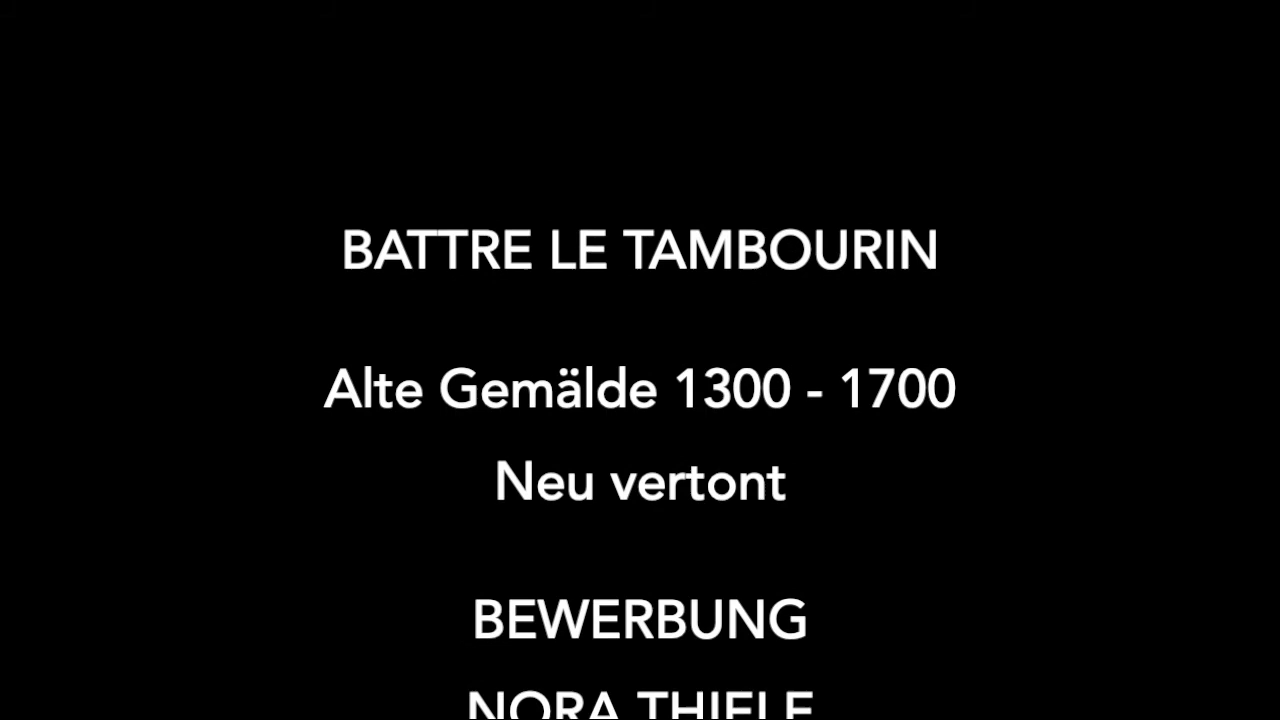 BATTRE LE TAMBOURIN
Alte Gemälde 1300 - 1700
Neu vertont
BEWERBUNG
NORA THIELE